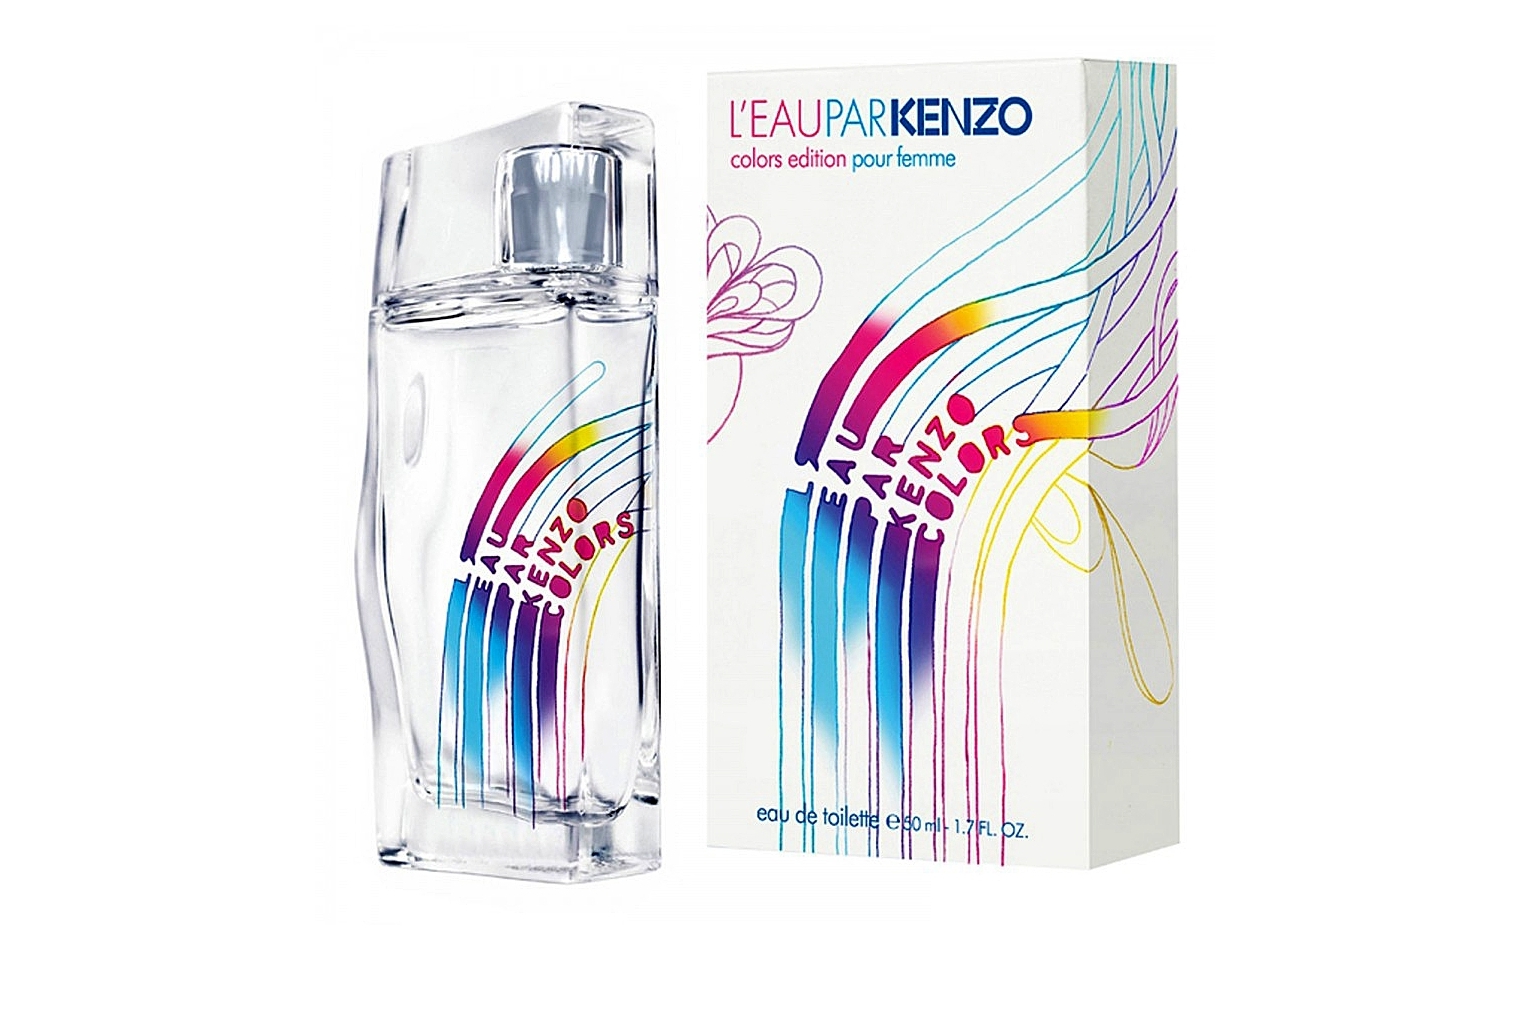 L'EAU
PAR
KENZO
COLORS
L'EAUPARKENZO
colors edition pour femme
L'EAU
PAR
KENZO
COLORS
eau de toilette e 50 ml - 1.7 FL. OZ.